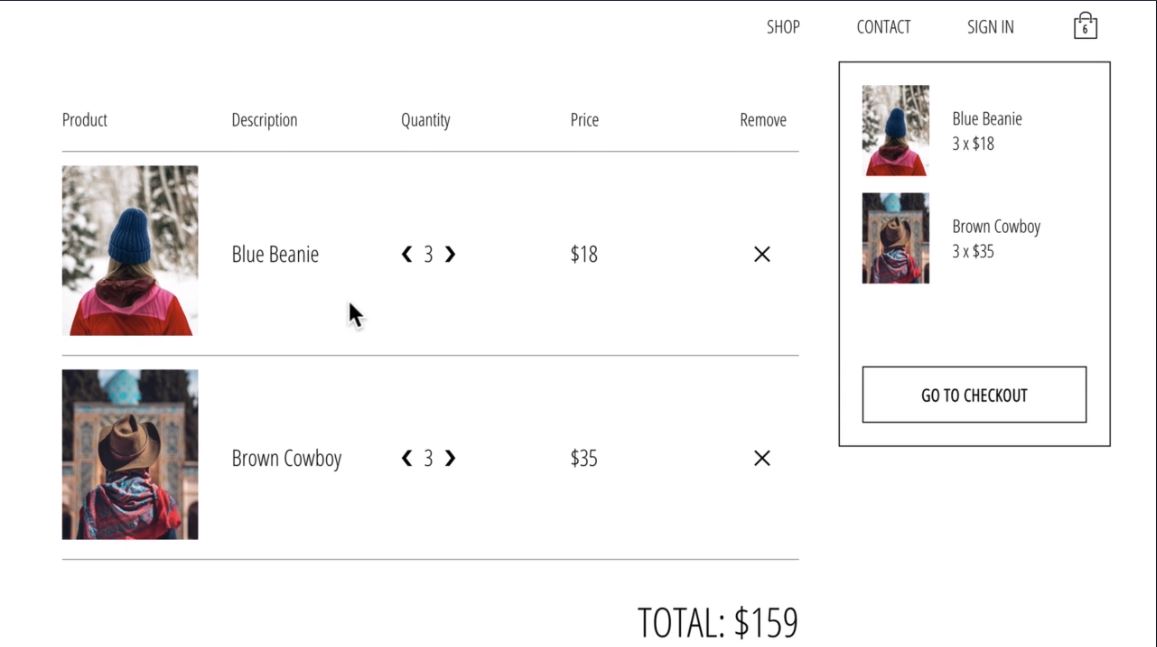 SHOP CONTACT SIGN IN 6
Product Description Quantity Price Remove
Blue Beanie ❮ 3 ❯ $18 ✕
Brown Cowboy ❮ 3 ❯ $35 ✕
TOTAL: $159
Blue Beanie
3 x $18
Brown Cowboy
3 x $35
GO TO CHECKOUT